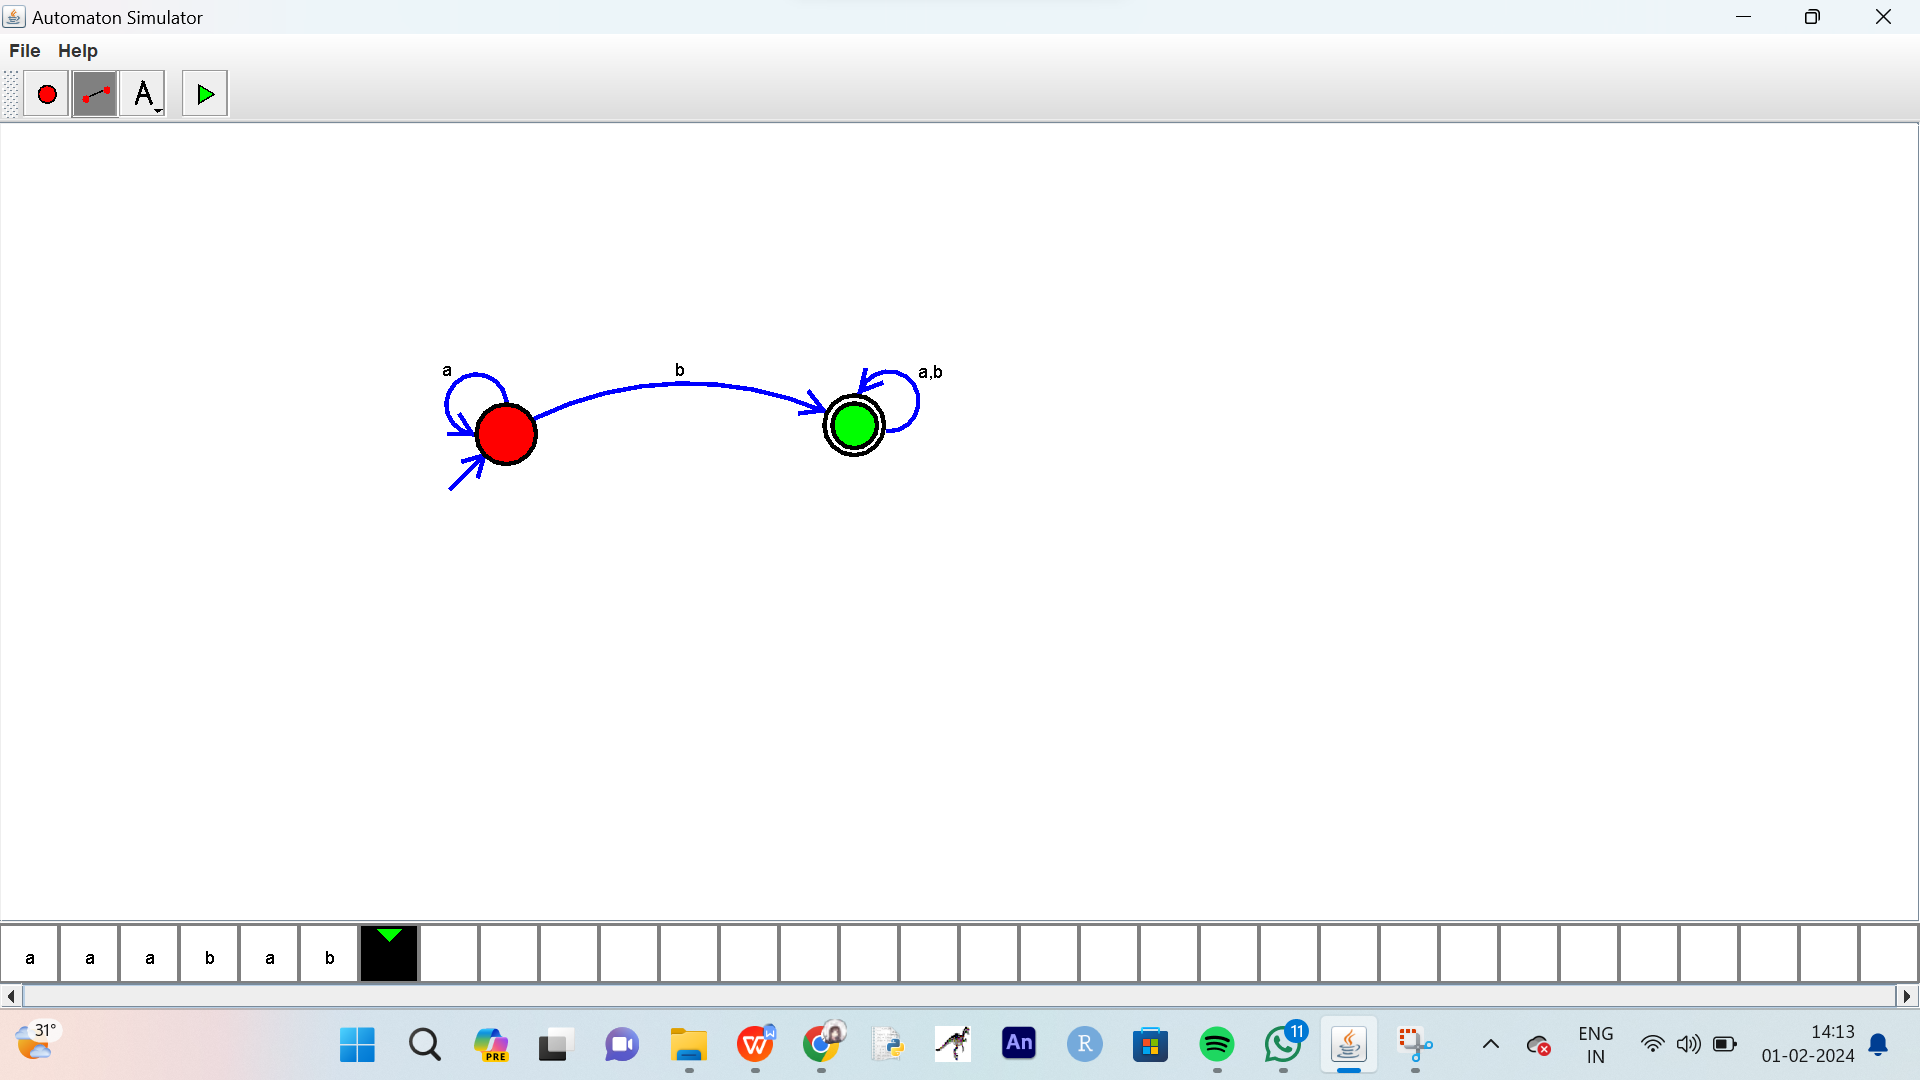 Automaton Simulator
File Help
A
a
b
a,b
a a a b a b
31°
PRE
W
An
R
11
ENG
IN
14:13
01-02-2024